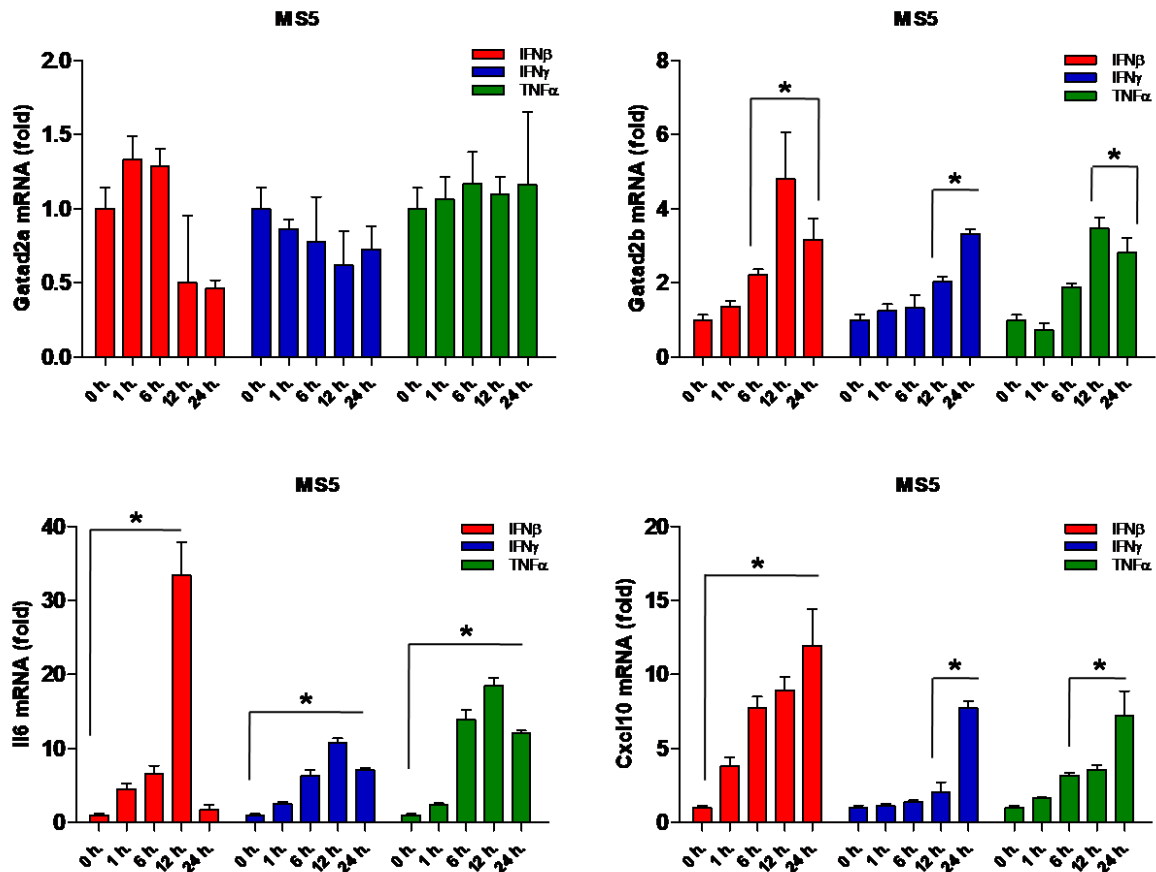 MS5
Gatad2a mRNA (fold)
2.0
1.5
1.0
0.5
0.0
IFNβ
IFNγ
TNFα
0 h.
1 h.
6 h.
12 h.
24 h.
0 h.
1 h.
6 h.
12 h.
24 h.
0 h.
1 h.
6 h.
12 h.
24 h.
MS5
Gatad2b mRNA (fold)
8
6
4
2
0
IFNβ
IFNγ
TNFα
*
*
*
0 h.
1 h.
6 h.
12 h.
24 h.
0 h.
1 h.
6 h.
12 h.
24 h.
0 h.
1 h.
6 h.
12 h.
24 h.
MS5
Il6 mRNA (fold)
40
30
20
10
0
IFNβ
IFNγ
TNFα
*
*
*
0 h.
1 h.
6 h.
12 h.
24 h.
0 h.
1 h.
6 h.
12 h.
24 h.
0 h.
1 h.
6 h.
12 h.
24 h.
MS5
Cxcl10 mRNA (fold)
20
15
10
5
0
IFNβ
IFNγ
TNFα
*
*
*
0 h.
1 h.
6 h.
12 h.
24 h.
0 h.
1 h.
6 h.
12 h.
24 h.
0 h.
1 h.
6 h.
12 h.
24 h.